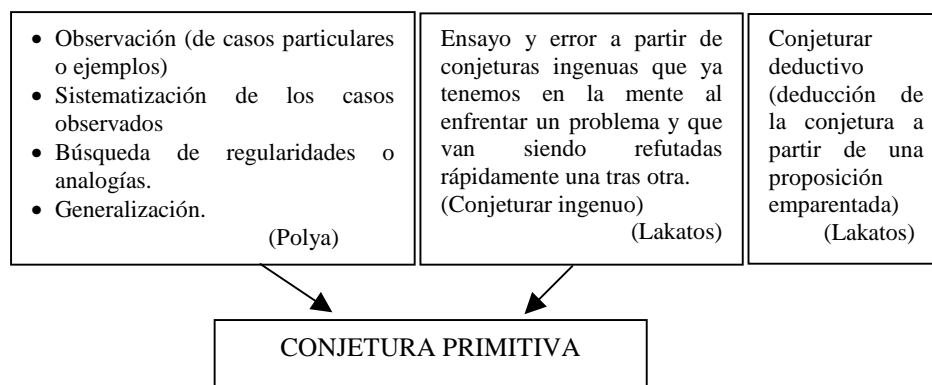 • Observación (de casos particulares
o ejemplos)
• Sistematización de los casos
observados
• Búsqueda de regularidades o
analogías.
• Generalización.
(Polya)
Ensayo y error a partir de
conjeturas ingenuas que ya
tenemos en la mente al
enfrentar un problema y que
van siendo refutadas
rápidamente una tras otra.
(Conjeturar ingenuo)
(Lakatos)
Conjeturar
deductivo
(deducción de
la conjetura a
partir de una
proposición
emparentada)
(Lakatos)
CONJETURA PRIMITIVA